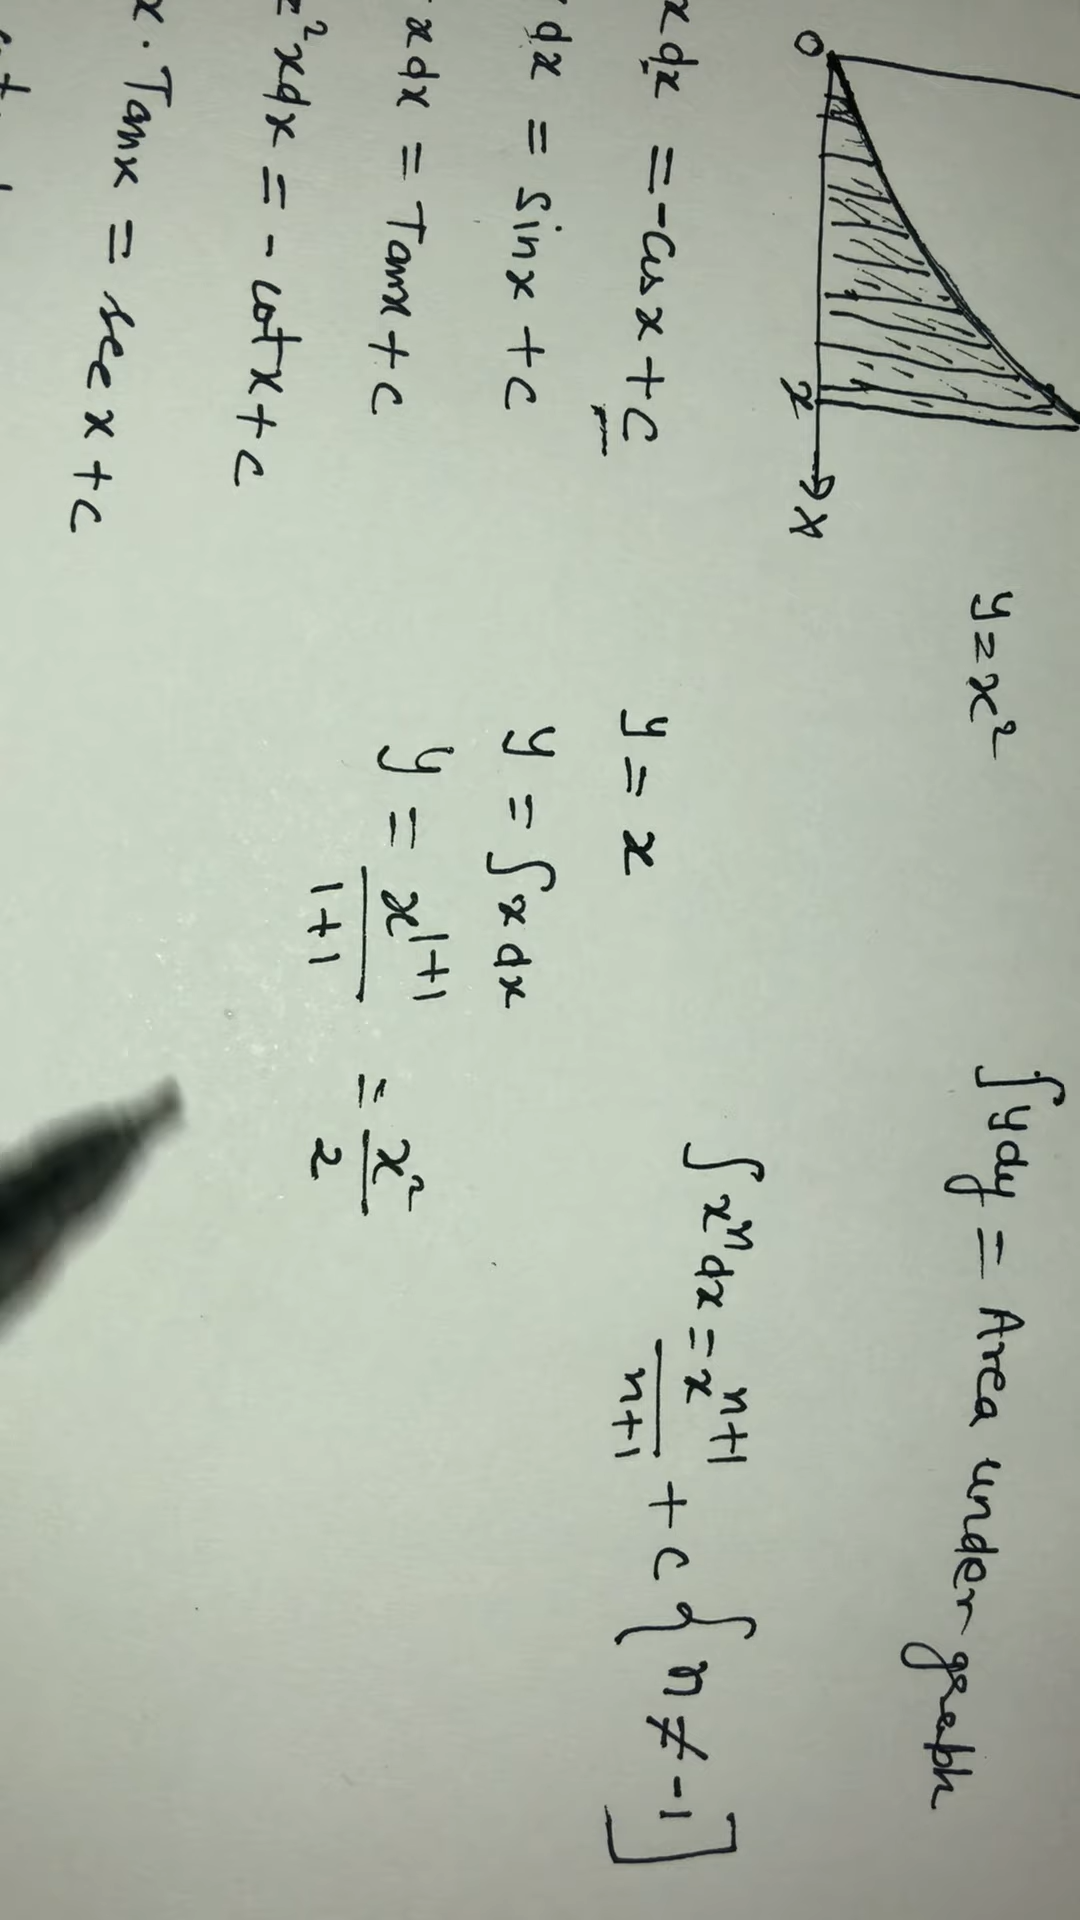 O x X
y = x²
∫ydy = Area under graph
∫xⁿdx = xⁿ⁺¹/n+1 + c { n ≠ -1 ]
x dx = -Cos x + C
dx = Sin x + C
x dx = Tan x + C
²x dx = - Cot x + C
x . Tan x = Sec x + C
y = x
y = ∫x dx
y = x¹⁺¹/1+1 = x²/2